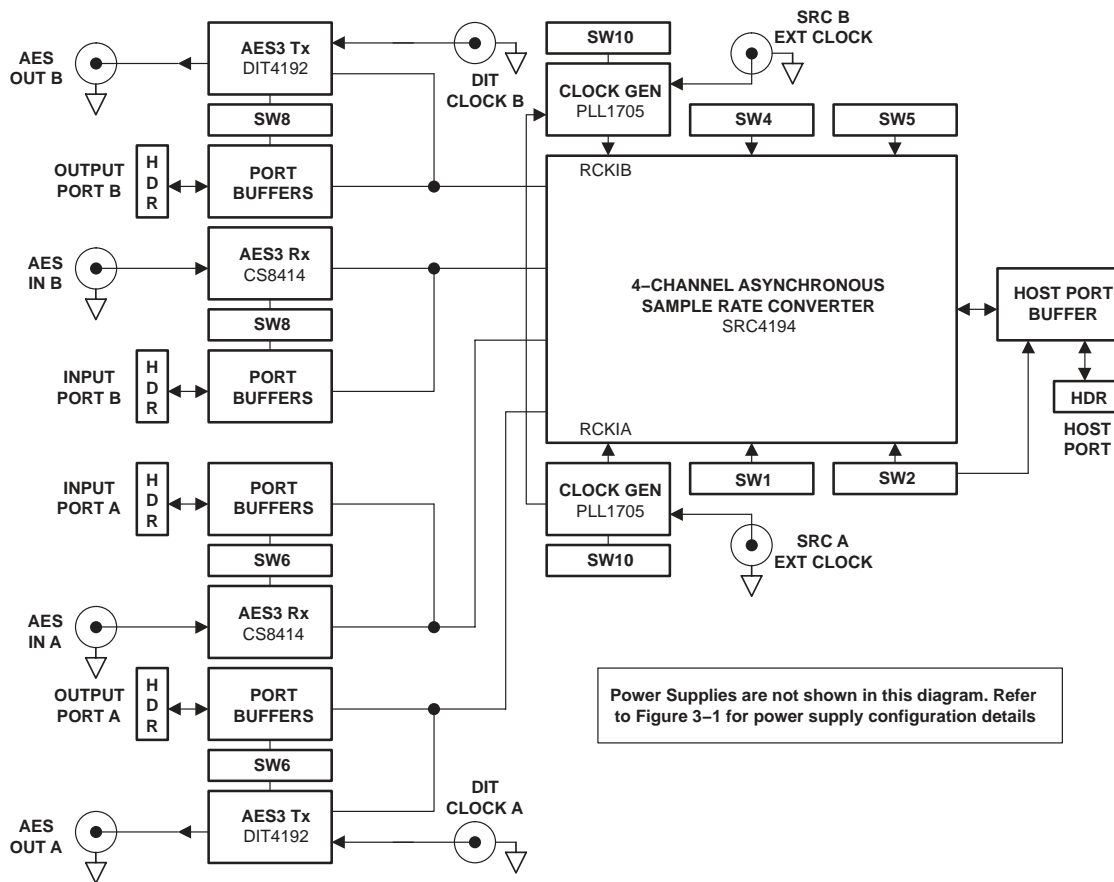 AES
OUT B
AES3 Tx
DIT4192
DIT
CLOCK B
SW8
OUTPUT
PORT B
H
D
R
PORT
BUFFERS
AES
IN B
AES3 Rx
CS8414
SW8
INPUT
PORT B
H
D
R
PORT
BUFFERS
INPUT
PORT A
H
D
R
PORT
BUFFERS
SW6
AES
IN A
AES3 Rx
CS8414
OUTPUT
PORT A
H
D
R
PORT
BUFFERS
SW6
AES
OUT A
AES3 Tx
DIT4192
DIT
CLOCK A
SW10
CLOCK GEN
PLL1705
SRC B
EXT CLOCK
SW4
SW5
RCKIB
4–CHANNEL ASYNCHRONOUS
SAMPLE RATE CONVERTER
SRC4194
RCKIA
HOST PORT
BUFFER
HDR
HOST
PORT
CLOCK GEN
PLL1705
SW1
SW2
SW10
SRC A
EXT CLOCK
Power Supplies are not shown in this diagram. Refer
to Figure 3–1 for power supply configuration details